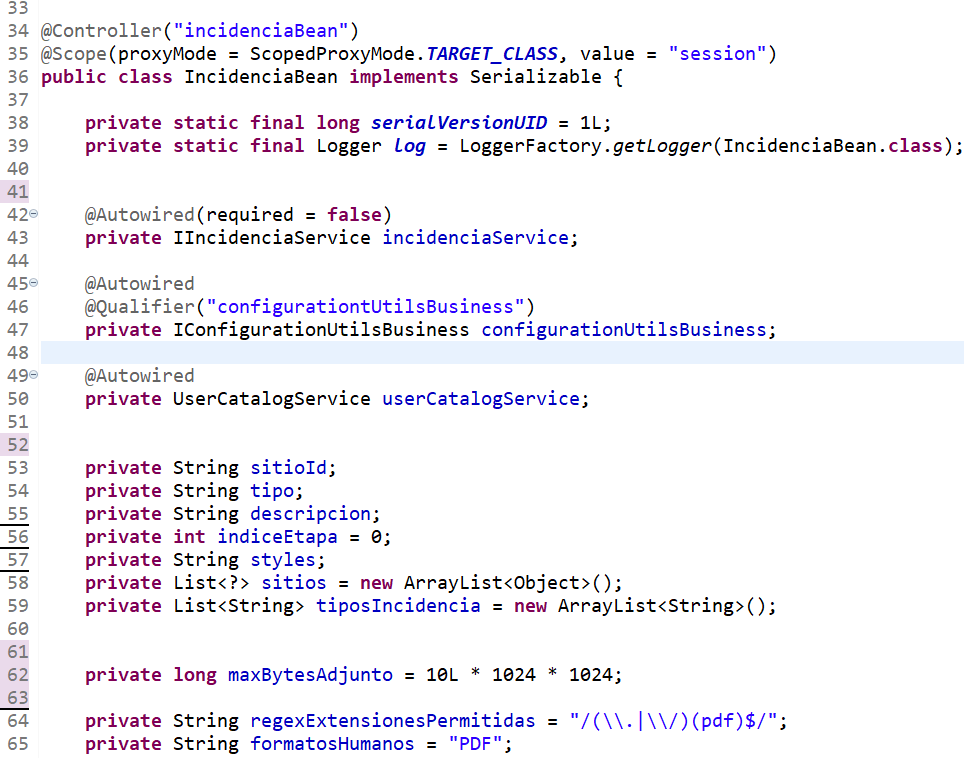 33
34 @Controller("incidenciaBean")
35 @Scope(proxyMode = ScopedProxyMode.TARGET_CLASS, value = "session")
36 public class IncidenciaBean implements Serializable {
37
38     private static final long serialVersionUID = 1L;
39     private static final Logger log = LoggerFactory.getLogger(IncidenciaBean.class);
40
41
42     @Autowired(required = false)
43     private IIncidenciaService incidenciaService;
44
45     @Autowired
46     @Qualifier("configurationtUtilsBusiness")
47     private IConfigurationUtilsBusiness configurationUtilsBusiness;
48
49     @Autowired
50     private UserCatalogService userCatalogService;
51
52
53     private String sitioId;
54     private String tipo;
55     private String descripcion;
56     private int indiceEtapa = 0;
57     private String styles;
58     private List<?> sitios = new ArrayList<Object>();
59     private List<String> tiposIncidencia = new ArrayList<String>();
60
61
62     private long maxBytesAdjunto = 10L * 1024 * 1024;
63
64     private String regexExtensionesPermitidas = "/(\\.|\\/)(pdf)$/";
65     private String formatosHumanos = "PDF";